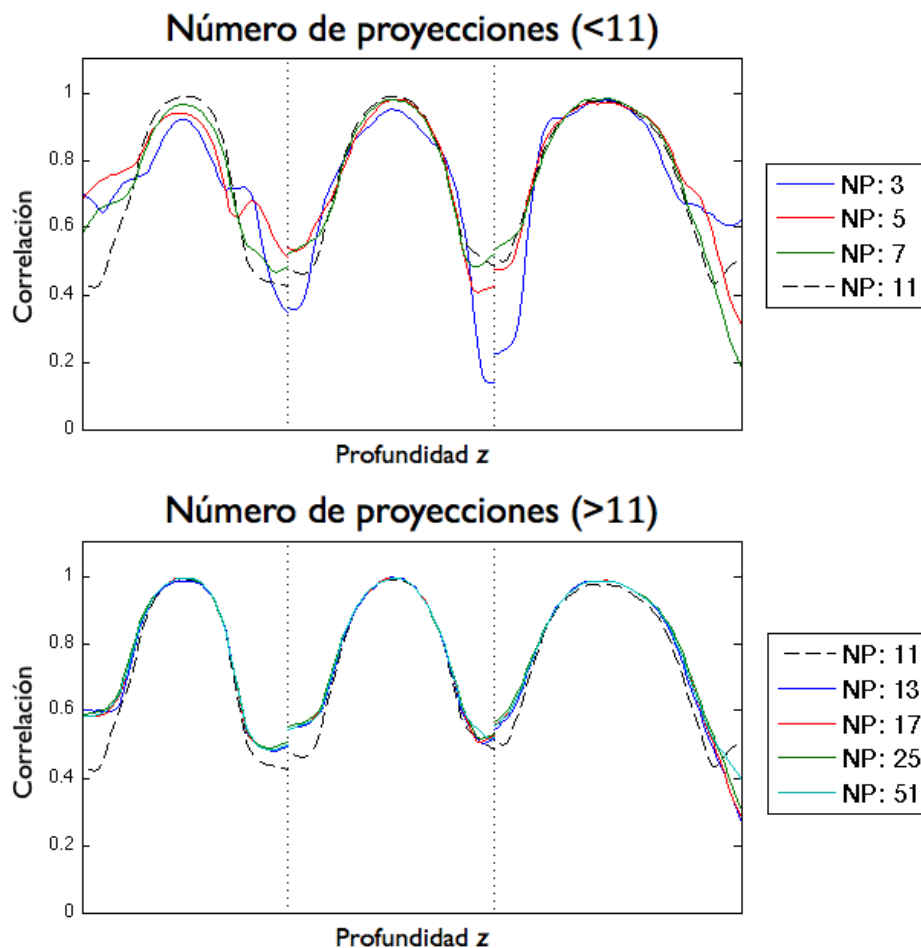 Número de proyecciones (<11)
Correlación
1
0.8
0.6
0.4
0.2
0
Profundidad z
NP: 3
NP: 5
NP: 7
NP: 11
Número de proyecciones (>11)
Correlación
1
0.8
0.6
0.4
0.2
0
Profundidad z
NP: 11
NP: 13
NP: 17
NP: 25
NP: 51